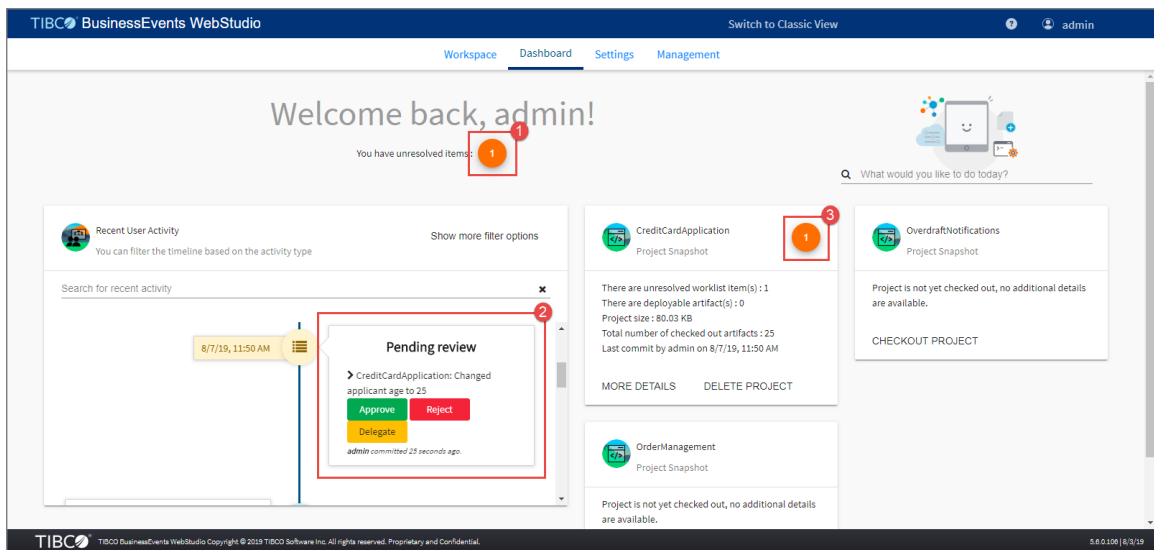 TIBCO BusinessEvents WebStudio
Switch to Classic View
?
admin
Workspace
Dashboard
Settings
Management
Welcome back, admin!
1
You have unresolved items :
1
What would you like to do today?
Recent User Activity
You can filter the timeline based on the activity type
Show more filter options
Search for recent activity
8/7/19, 11:50 AM
2
Pending review
CreditCardApplication: Changed
applicant age to 25
Approve
Reject
Delegate
admin committed 25 seconds ago.
CreditCardApplication
Project Snapshot
3
1
There are unresolved worklist item(s) : 1
There are deployable artifact(s) : 0
Project size : 80.03 KB
Total number of checked out artifacts : 25
Last commit by admin on 8/7/19, 11:50 AM
MORE DETAILS
DELETE PROJECT
OverdraftNotifications
Project Snapshot
Project is not yet checked out, no additional details
are available.
CHECKOUT PROJECT
OrderManagement
Project Snapshot
Project is not yet checked out, no additional details
are available.
TIBCO
TIBCO BusinessEvents WebStudio Copyright © 2019 TIBCO Software Inc. All rights reserved. Proprietary and Confidential.
5.6.0.106 | 8/3/19